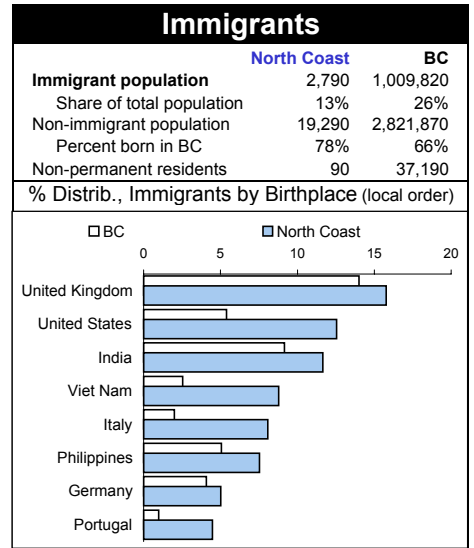 Immigrants
North Coast BC
Immigrant population 2,790 1,009,820
Share of total population 13% 26%
Non-immigrant population 19,290 2,821,870
Percent born in BC 78% 66%
Non-permanent residents 90 37,190
% Distrib., Immigrants by Birthplace (local order)
BC North Coast
0 5 10 15 20
United Kingdom
United States
India
Viet Nam
Italy
Philippines
Germany
Portugal